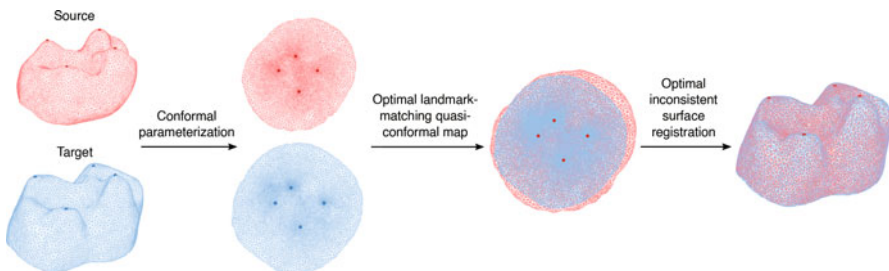 Source
Target
Conformal
parameterization
Optimal landmark-
matching quasi-
conformal map
Optimal
inconsistent
surface
registration